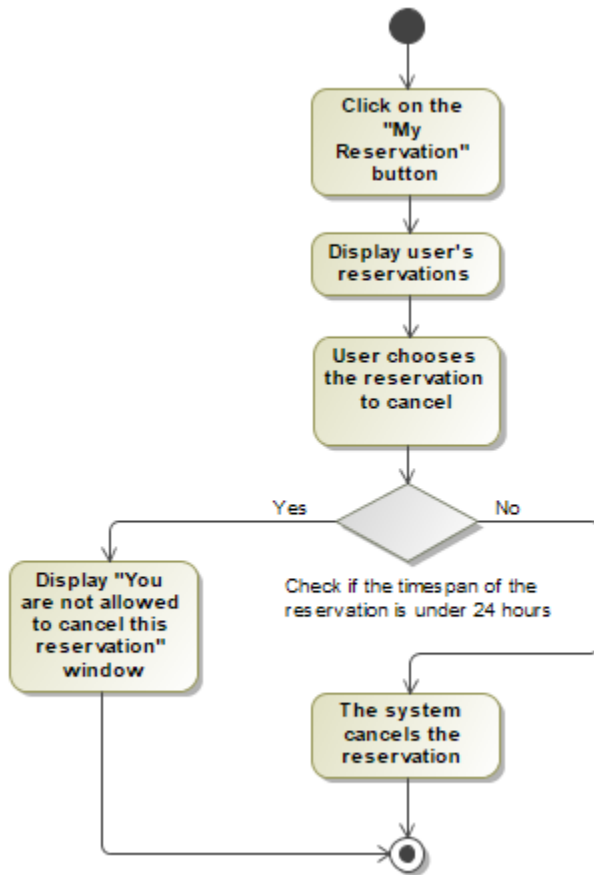 Click on the
"My
Reservation"
button
Display user's
reservations
User chooses
the reservation
to cancel
Yes
No
Check if the timespan of the
reservation is under 24 hours
Display "You
are not allowed
to cancel this
reservation"
window
The system
cancels the
reservation